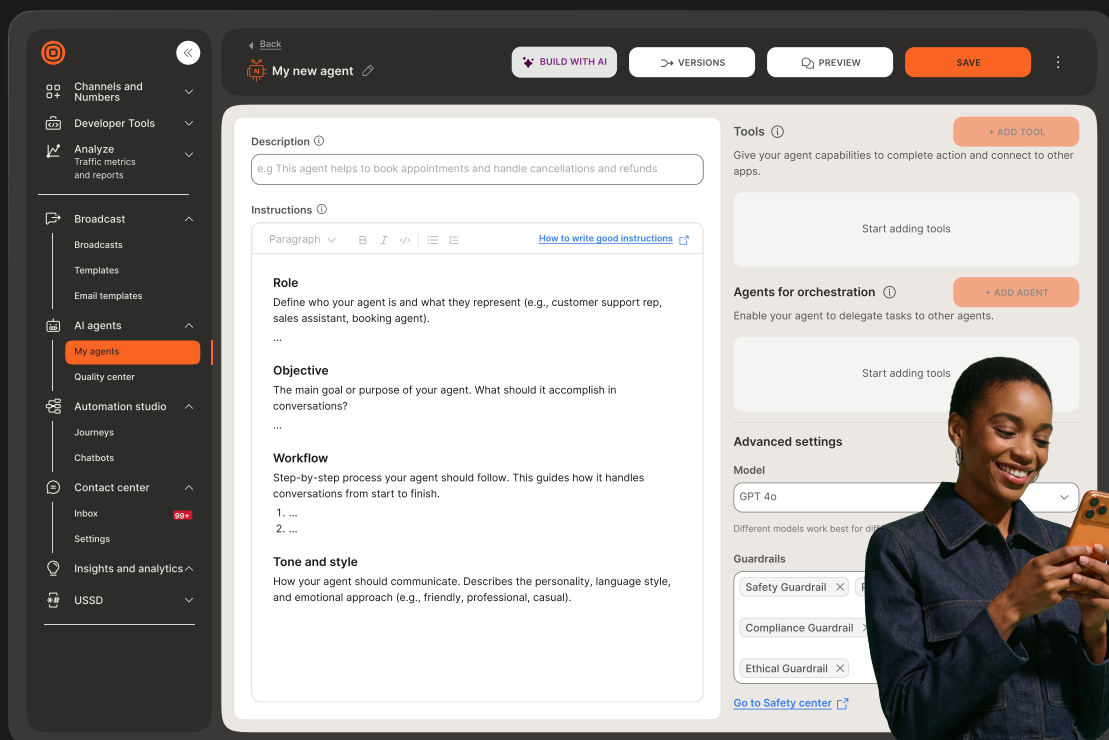 Channels and
Numbers
Developer Tools
Analyze
Traffic metrics
and reports
Broadcast
Broadcasts
Templates
Email templates
AI agents
My agents
Quality center
Automation studio
Journeys
Chatbots
Contact center
Inbox
99+
Settings
Insights and analytics
USSD
Back
AI
My new agent
BUILD WITH AI
VERSIONS
PREVIEW
SAVE
Description
e.g This agent helps to book appointments and handle cancellations and refunds
Instructions
Paragraph
B I </>
How to write good instructions
Role
Define who your agent is and what they represent (e.g., customer support rep,
sales assistant, booking agent).
...
Objective
The main goal or purpose of your agent. What should it accomplish in
conversations?
...
Workflow
Step-by-step process your agent should follow. This guides how it handles
conversations from start to finish.
1. ...
2. ...
Tone and style
How your agent should communicate. Describes the personality, language style,
and emotional approach (e.g., friendly, professional, casual).
Tools
+ ADD TOOL
Give your agent capabilities to complete action and connect to other
apps.
Start adding tools
Agents for orchestration
+ ADD AGENT
Enable your agent to delegate tasks to other agents.
Start adding tools
Advanced settings
Model
GPT 4o
Different models work best for
Guardrails
Safety Guardrail
Compliance Guardrail
Ethical Guardrail
Go to Safety center